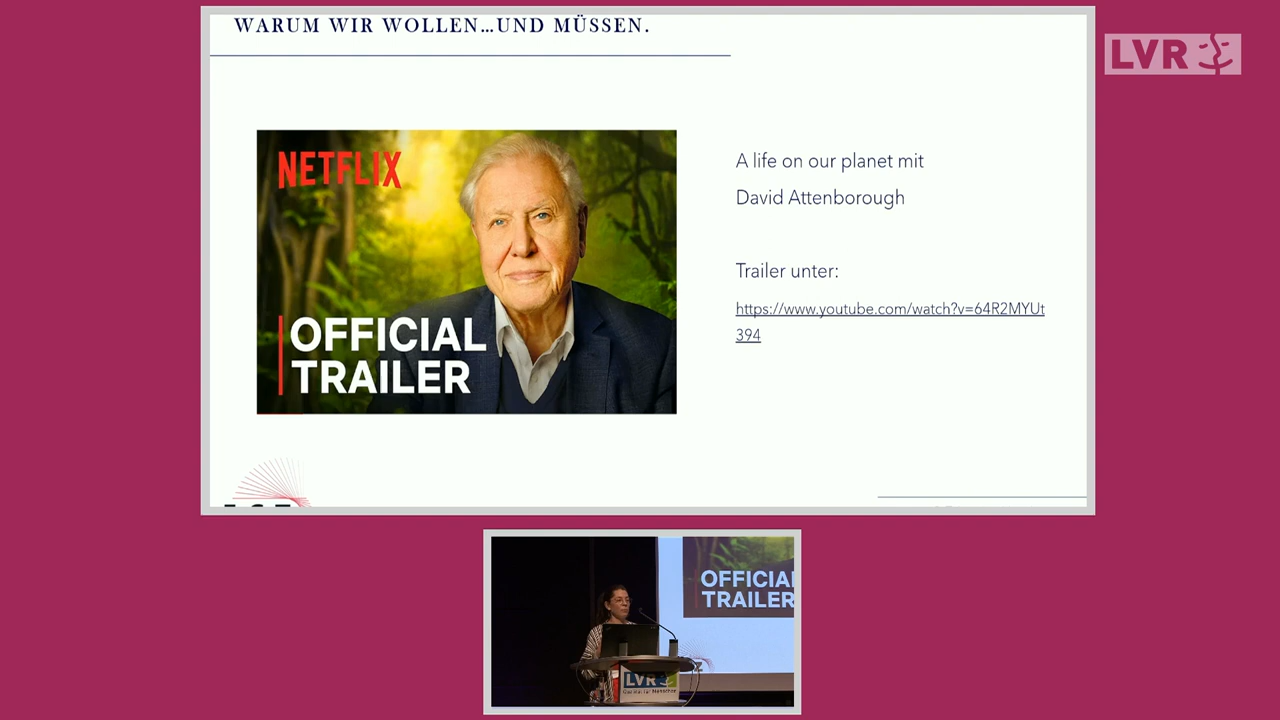 WARUM WIR WOLLEN...UND MÜSSEN.
LVR
NETFLIX
OFFICIAL
TRAILER
A life on our planet mit
David Attenborough
Trailer unter:
https://www.youtube.com/watch?v=64R2MYUt
394
OFFICIAL
TRAILER
LVR